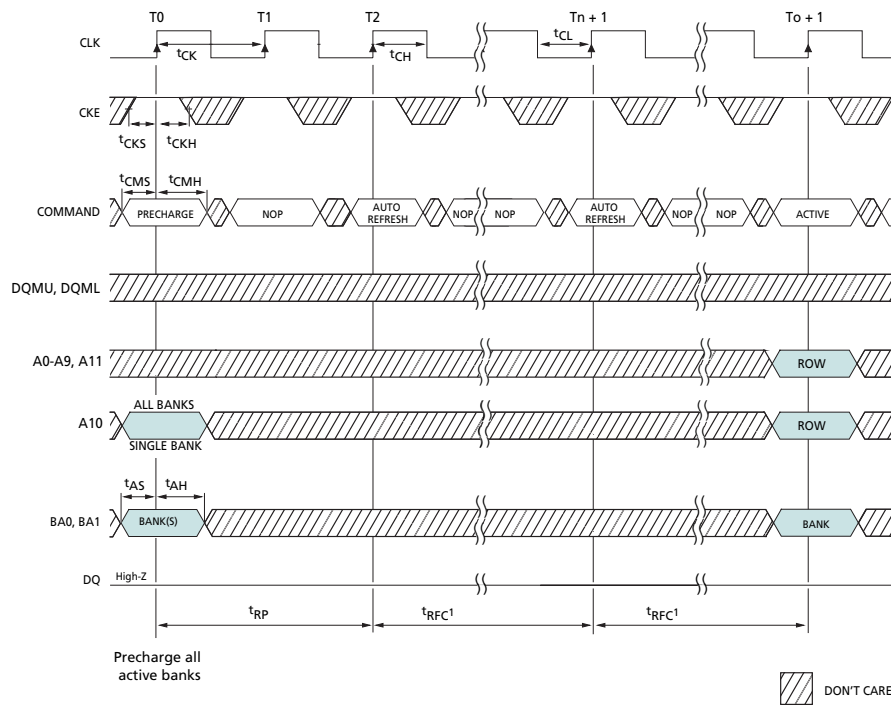 T0 T1 T2 Tn + 1 To + 1
CLK
tCK tCH tCL
CKE
tCKS tCKH
tCMS tCMH
COMMAND PRECHARGE NOP AUTO REFRESH NOP NOP AUTO REFRESH NOP NOP ACTIVE
DQMU, DQML
A0-A9, A11 ROW
ALL BANKS
A10 ROW
SINGLE BANK
tAS tAH
BA0, BA1 BANK(S) BANK
DQ High-Z
tRP tRFC¹ tRFC¹
Precharge all
active banks
DON'T CARE